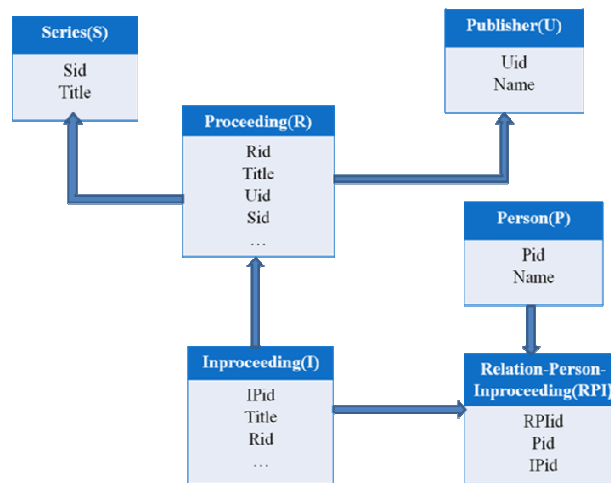 Series(S)
Sid
Title
Publisher(U)
Uid
Name
Proceeding(R)
Rid
Title
Uid
Sid
...
Person(P)
Pid
Name
Inproceeding(I)
IPid
Title
Rid
...
Relation-Person-
Inproceeding(RPI)
RPIid
Pid
IPid